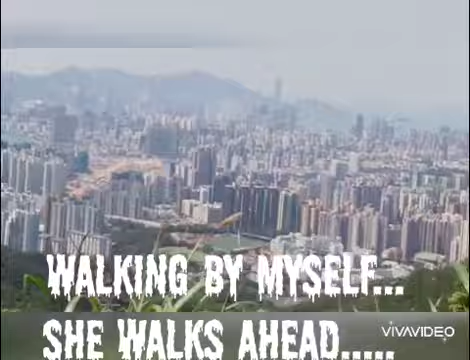 WALKING BY MYSELF...
SHE WALKS AHEAD.....
VIVAVIDEO